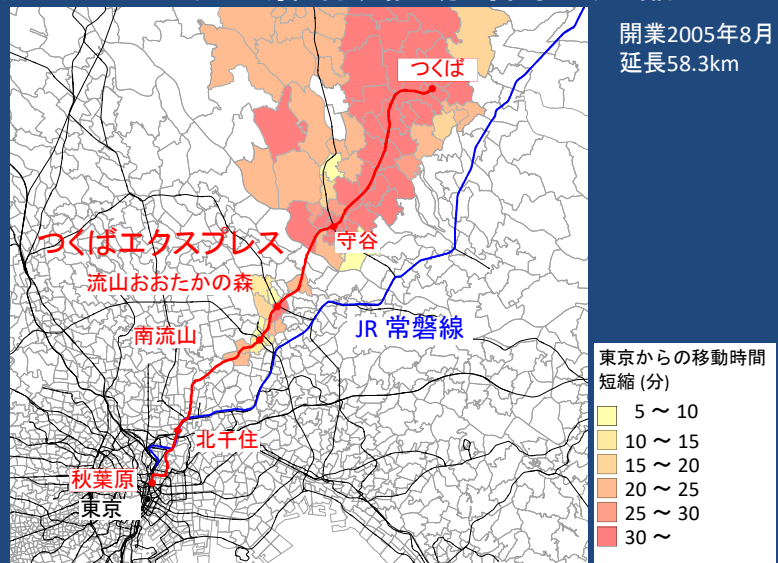 開業2005年8月
延長58.3km
つくば
つくばエクスプレス
守谷
流山おおたかの森
南流山
JR 常磐線
北千住
秋葉原
東京
東京からの移動時間
短縮 (分)
5 ～ 10
10 ～ 15
15 ～ 20
20 ～ 25
25 ～ 30
30 ～